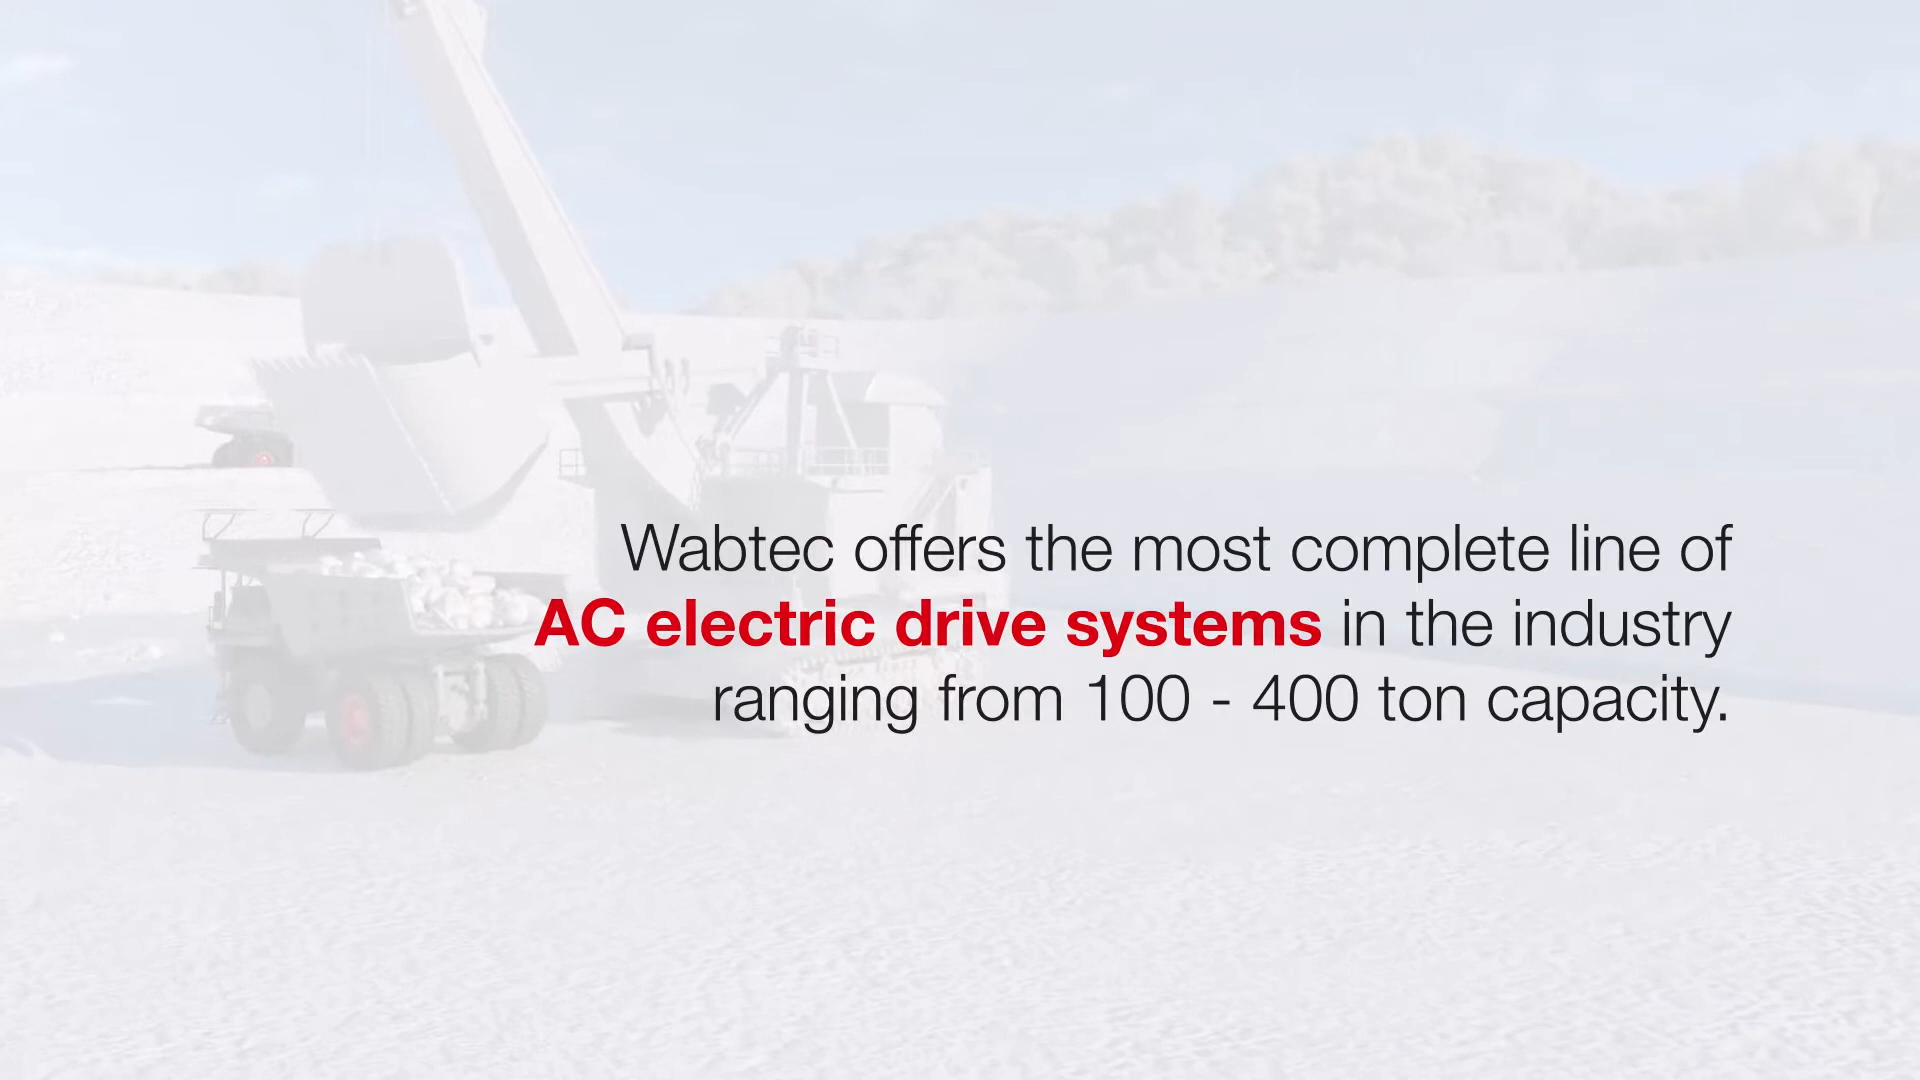 Wabtec offers the most complete line of
AC electric drive systems in the industry
ranging from 100 - 400 ton capacity.